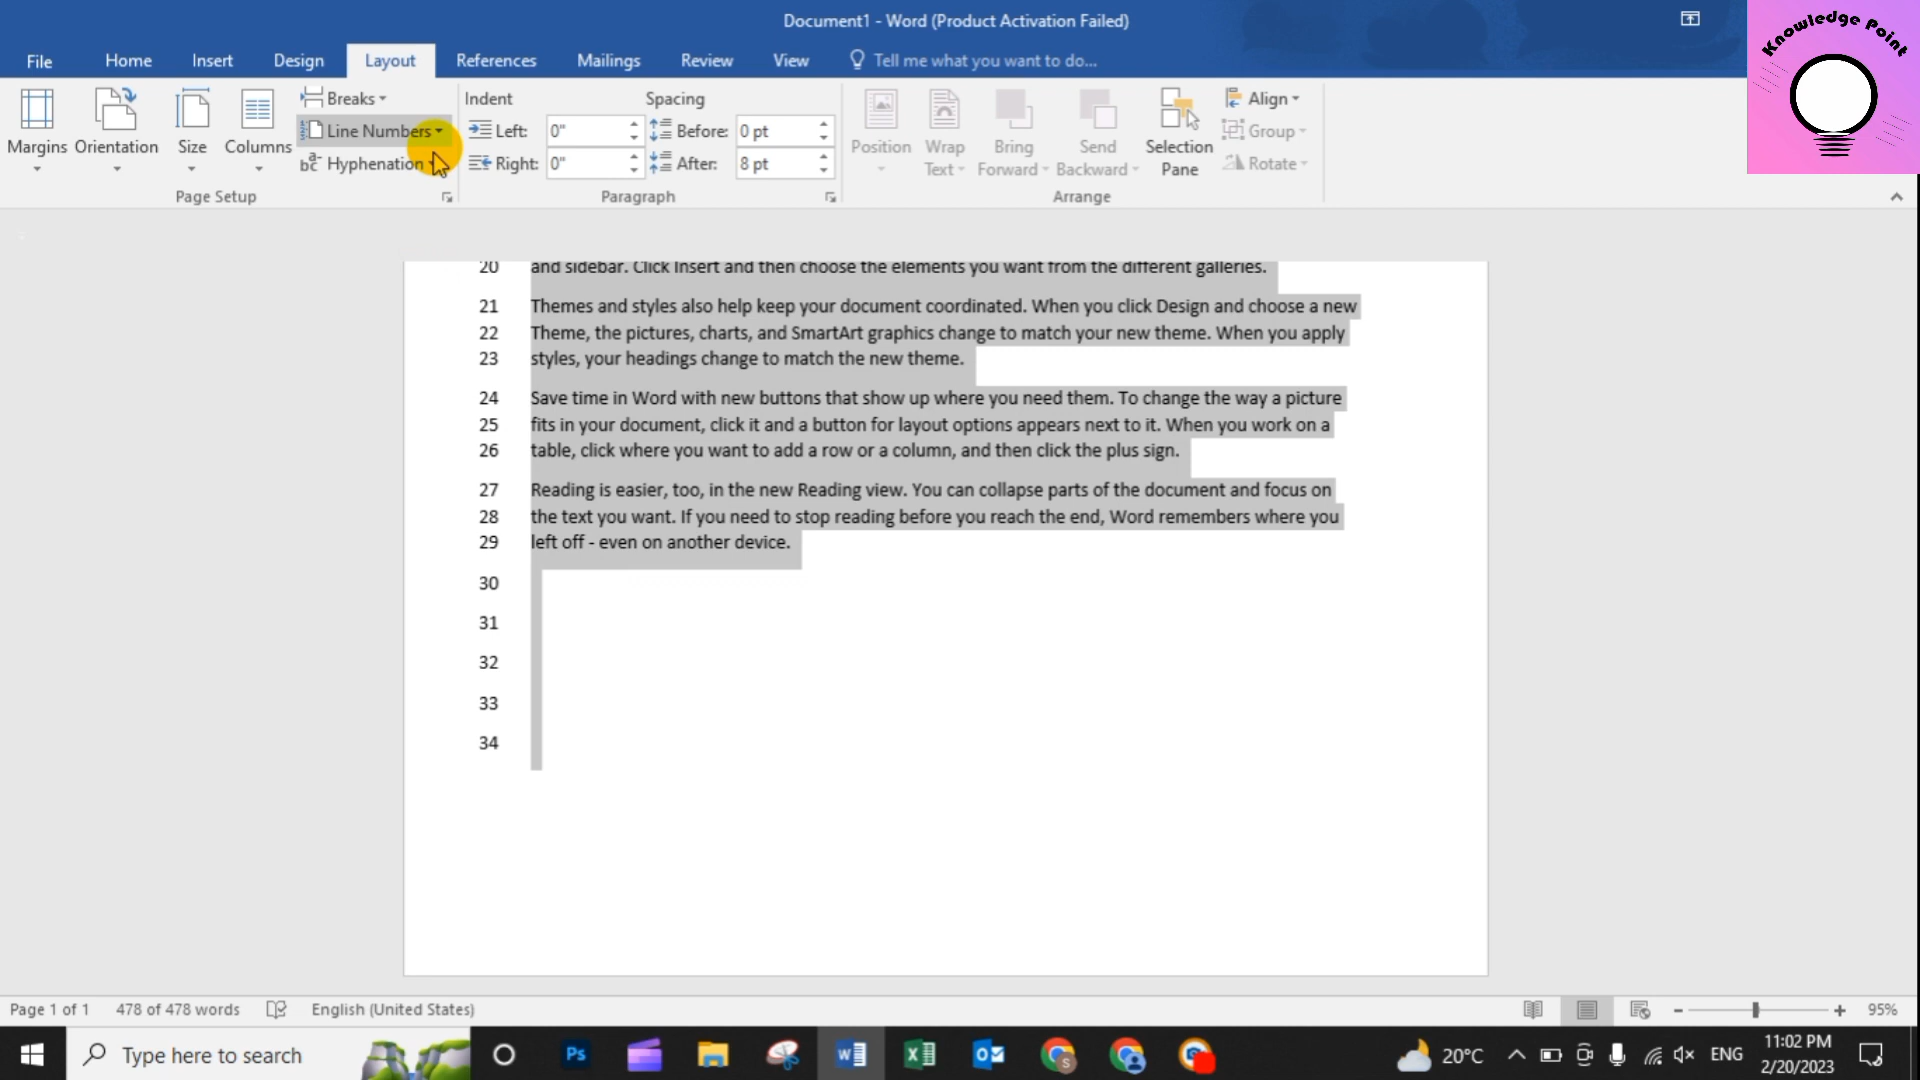 Document1 - Word (Product Activation Failed)
Knowledge Point
File Home Insert Design Layout References Mailings Review View Tell me what you want to do...
Margins
Orientation
Size
Columns
Breaks
Line Numbers
Hyphenation
Page Setup
Indent
Left: 0"
Right: 0"
Spacing
Before: 0 pt
After: 8 pt
Paragraph
Position
Wrap
Text
Bring
Forward
Send
Backward
Selection
Pane
Align
Group
Rotate
Arrange
20 and sidebar. Click Insert and then choose the elements you want from the different galleries.
21 Themes and styles also help keep your document coordinated. When you click Design and choose a new
22 Theme, the pictures, charts, and SmartArt graphics change to match your new theme. When you apply
23 styles, your headings change to match the new theme.
24 Save time in Word with new buttons that show up where you need them. To change the way a picture
25 fits in your document, click it and a button for layout options appears next to it. When you work on a
26 table, click where you want to add a row or a column, and then click the plus sign.
27 Reading is easier, too, in the new Reading view. You can collapse parts of the document and focus on
28 the text you want. If you need to stop reading before you reach the end, Word remembers where you
29 left off - even on another device.
30
31
32
33
34
Page 1 of 1 478 of 478 words English (United States) 95%
Type here to search
Ps
20°C ENG
11:02 PM
2/20/2023